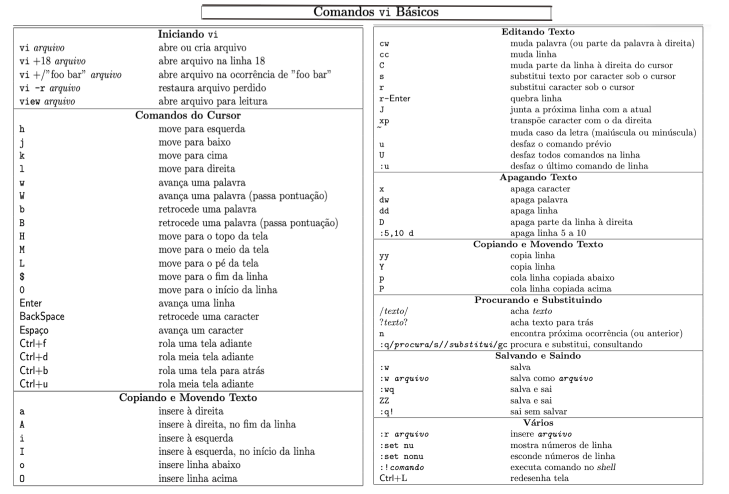 Comandos vi Básicos
Iniciando vi
vi arquivo abre ou cria arquivo
vi +18 arquivo abre arquivo na linha 18
vi +/"foo bar" arquivo abre arquivo na ocorrência de "foo bar"
vi -r arquivo restaura arquivo perdido
view arquivo abre arquivo para leitura
Comandos do Cursor
h move para esquerda
j move para baixo
k move para cima
l move para direita
w avança uma palavra
W avança uma palavra (passa pontuação)
b retrocede uma palavra
B retrocede uma palavra (passa pontuação)
H move para o topo da tela
M move para o meio da tela
L move para o pé da tela
$ move para o fim da linha
0 move para o início da linha
Enter avança uma linha
BackSpace retrocede uma caracter
Espaço avança um caracter
Ctrl+f rola uma tela adiante
Ctrl+d rola meia tela adiante
Ctrl+b rola uma tela para atrás
Ctrl+u rola meia tela adiante
Copiando e Movendo Texto
a insere à direita
A insere à direita, no fim da linha
i insere à esquerda
I insere à esquerda, no início da linha
o insere linha abaixo
O insere linha acima
Editando Texto
cw muda palavra (ou parte da palavra à direita)
cc muda linha
C muda parte da linha à direita do cursor
s substitui texto por caracter sob o cursor
r substitui caracter sob o cursor
r-Enter quebra linha
J junta a próxima linha com a atual
xp transpõe caracter com o da direita
~ muda caso da letra (maiúscula ou minúscula)
u desfaz o comando prévio
U desfaz todos comandos na linha
:u desfaz o último comando de linha
Apagando Texto
x apaga caracter
dw apaga palavra
dd apaga linha
D apaga parte da linha à direita
:5,10 d apaga linha 5 a 10
Copiando e Movendo Texto
yy copia linha
Y copia linha
p cola linha copiada abaixo
P cola linha copiada acima
Procurando e Substituindo
/texto/ acha texto
?texto? acha texto para trás
n encontra próxima ocorrência (ou anterior)
:q/procura/s//substitui/gc procura e substitui, consultando
Salvando e Saindo
:w salva
:w arquivo salva como arquivo
:wq salva e sai
ZZ salva e sai
:q! sai sem salvar
Vários
:r arquivo insere arquivo
:set nu mostra números de linha
:set nonu esconde números de linha
:!comando executa comando no shell
Ctrl+L redesenha tela